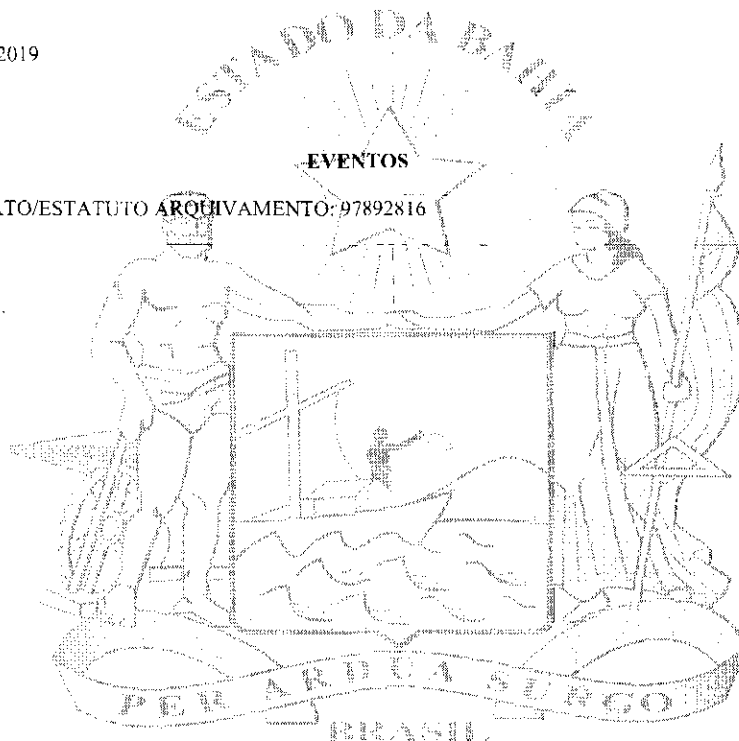 2019
ESTADO DA BAHIA
EVENTOS
ATO/ESTATUTO ARQUIVAMENTO: 97892816
PER ARDUA SURGO
BRASIL